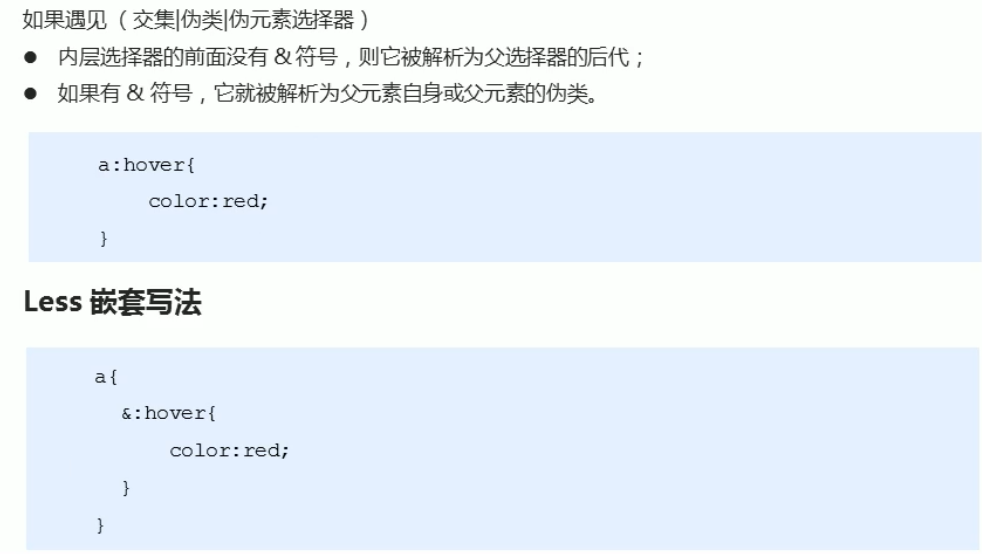 如果遇见（交集|伪类|伪元素选择器）
● 内层选择器的前面没有 & 符号，则它被解析为父选择器的后代；
● 如果有 & 符号，它就被解析为父元素自身或父元素的伪类。
a:hover{
color:red;
}
Less 嵌套写法
a{
&:hover{
color:red;
}
}